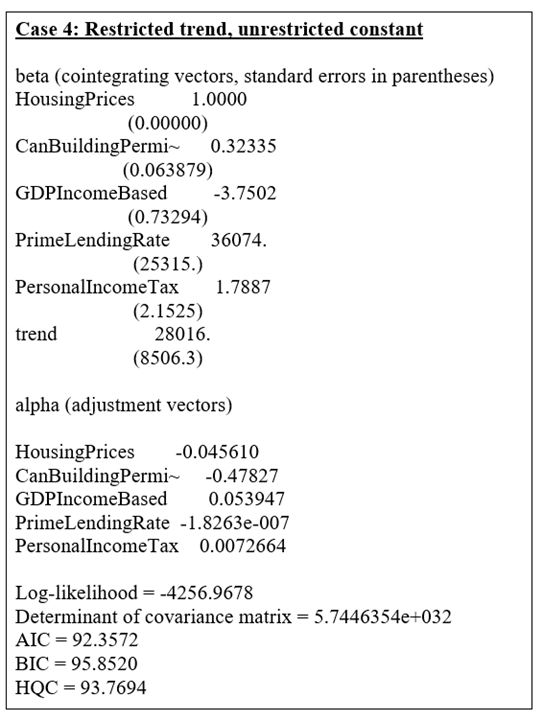 Case 4: Restricted trend, unrestricted constant
beta (cointegrating vectors, standard errors in parentheses)
HousingPrices 1.0000
(0.00000)
CanBuildingPermi~ 0.32335
(0.063879)
GDPIncomeBased -3.7502
(0.73294)
PrimeLendingRate 36074.
(25315.)
PersonalIncomeTax 1.7887
(2.1525)
trend 28016.
(8506.3)
alpha (adjustment vectors)
HousingPrices -0.045610
CanBuildingPermi~ -0.47827
GDPIncomeBased 0.053947
PrimeLendingRate -1.8263e-007
PersonalIncomeTax 0.0072664
Log-likelihood = -4256.9678
Determinant of covariance matrix = 5.7446354e+032
AIC = 92.3572
BIC = 95.8520
HQC = 93.7694